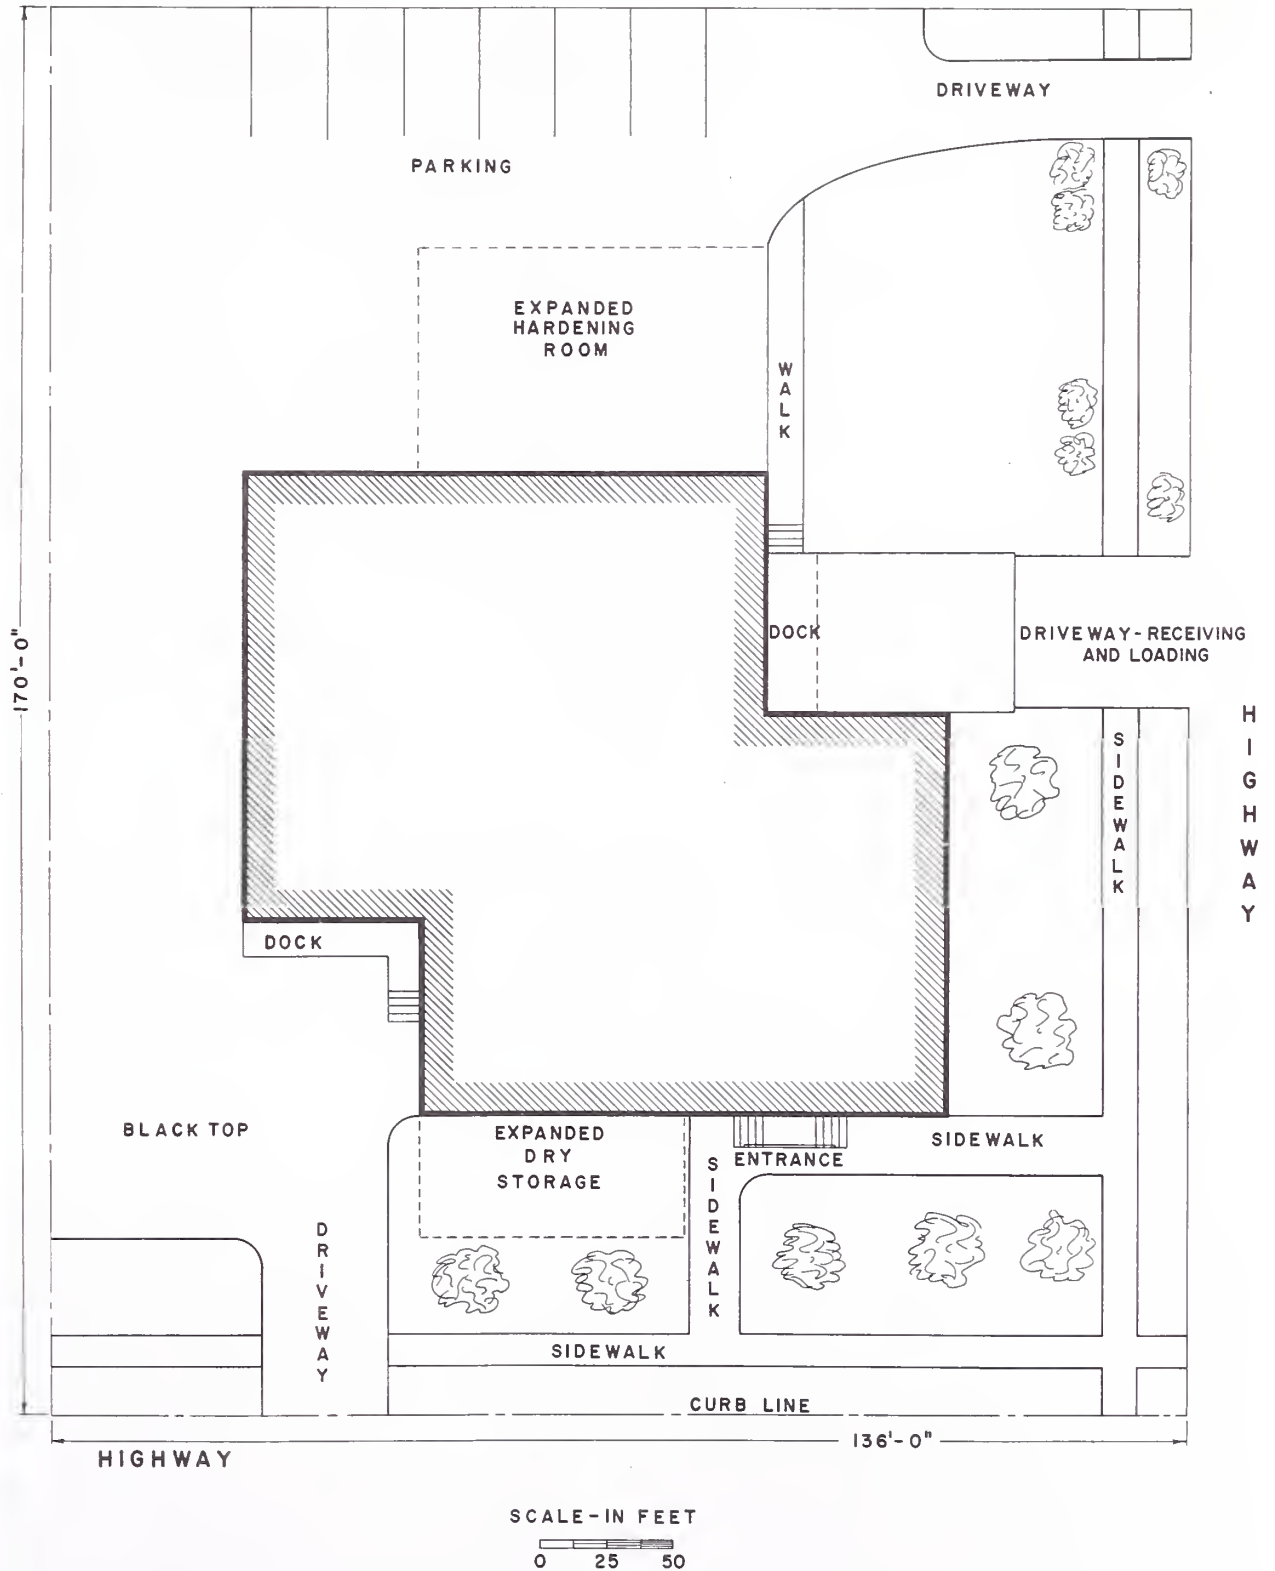 DRIVEWAY
PARKING
EXPANDED
HARDENING
ROOM
WALK
170'-0"
DOCK
DRIVEWAY-RECEIVING
AND LOADING
HIGHWAY
SIDEWALK
DOCK
BLACK TOP
EXPANDED
DRY
STORAGE
ENTRANCE
SIDEWALK
SIDEWALK
DRIVEWAY
SIDEWALK
CURB LINE
136'-0"
HIGHWAY
SCALE-IN FEET
0 25 50